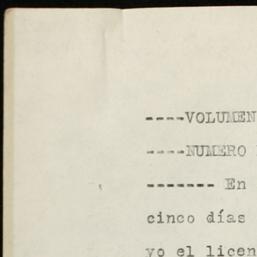 ----VOLUMEN
----NUMERO
------- En
cinco días
yo el licen